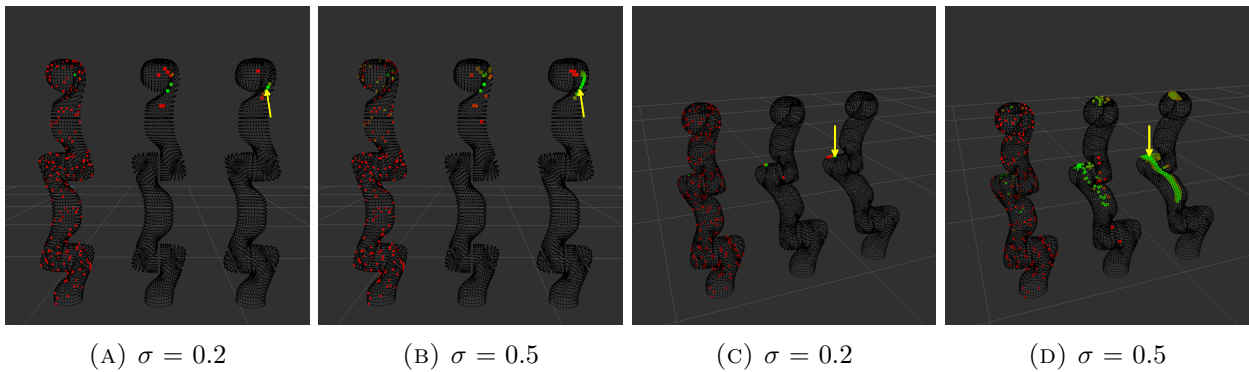 (A) σ = 0.2
(B) σ = 0.5
(C) σ = 0.2
(D) σ = 0.5